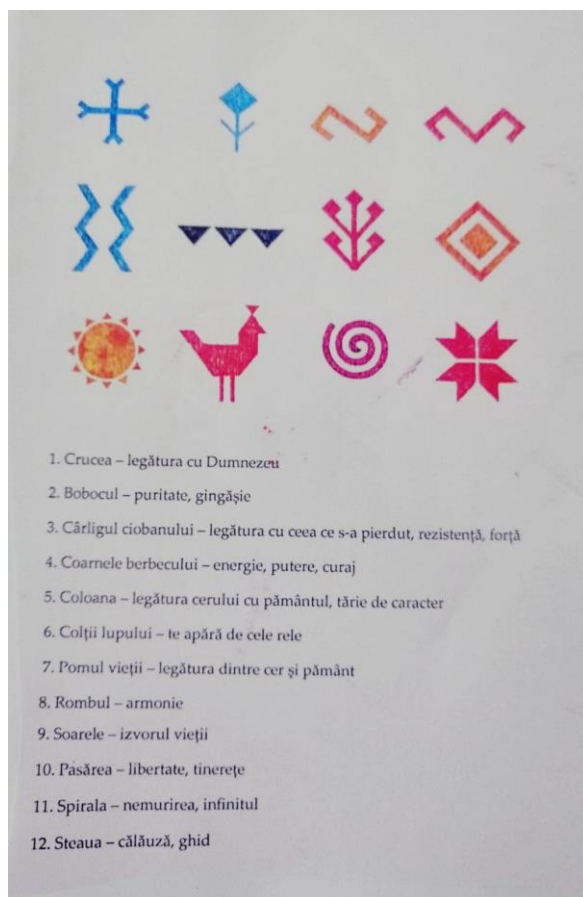 1. Crucea – legătura cu Dumnezeu
2. Bobocul – puritate, gingășie
3. Cârligul ciobanului – legătura cu ceea ce s-a pierdut, rezistență, forță
4. Coarnele berbecului – energie, putere, curaj
5. Coloana – legătura cerului cu pământul, tărie de caracter
6. Colții lupului – te apără de cele rele
7. Pomul vieții – legătura dintre cer și pământ
8. Rombul – armonie
9. Soarele – izvorul vieții
10. Pasărea – libertate, tinerețe
11. Spirala – nemurirea, infinitul
12. Steaua – călăuză, ghid